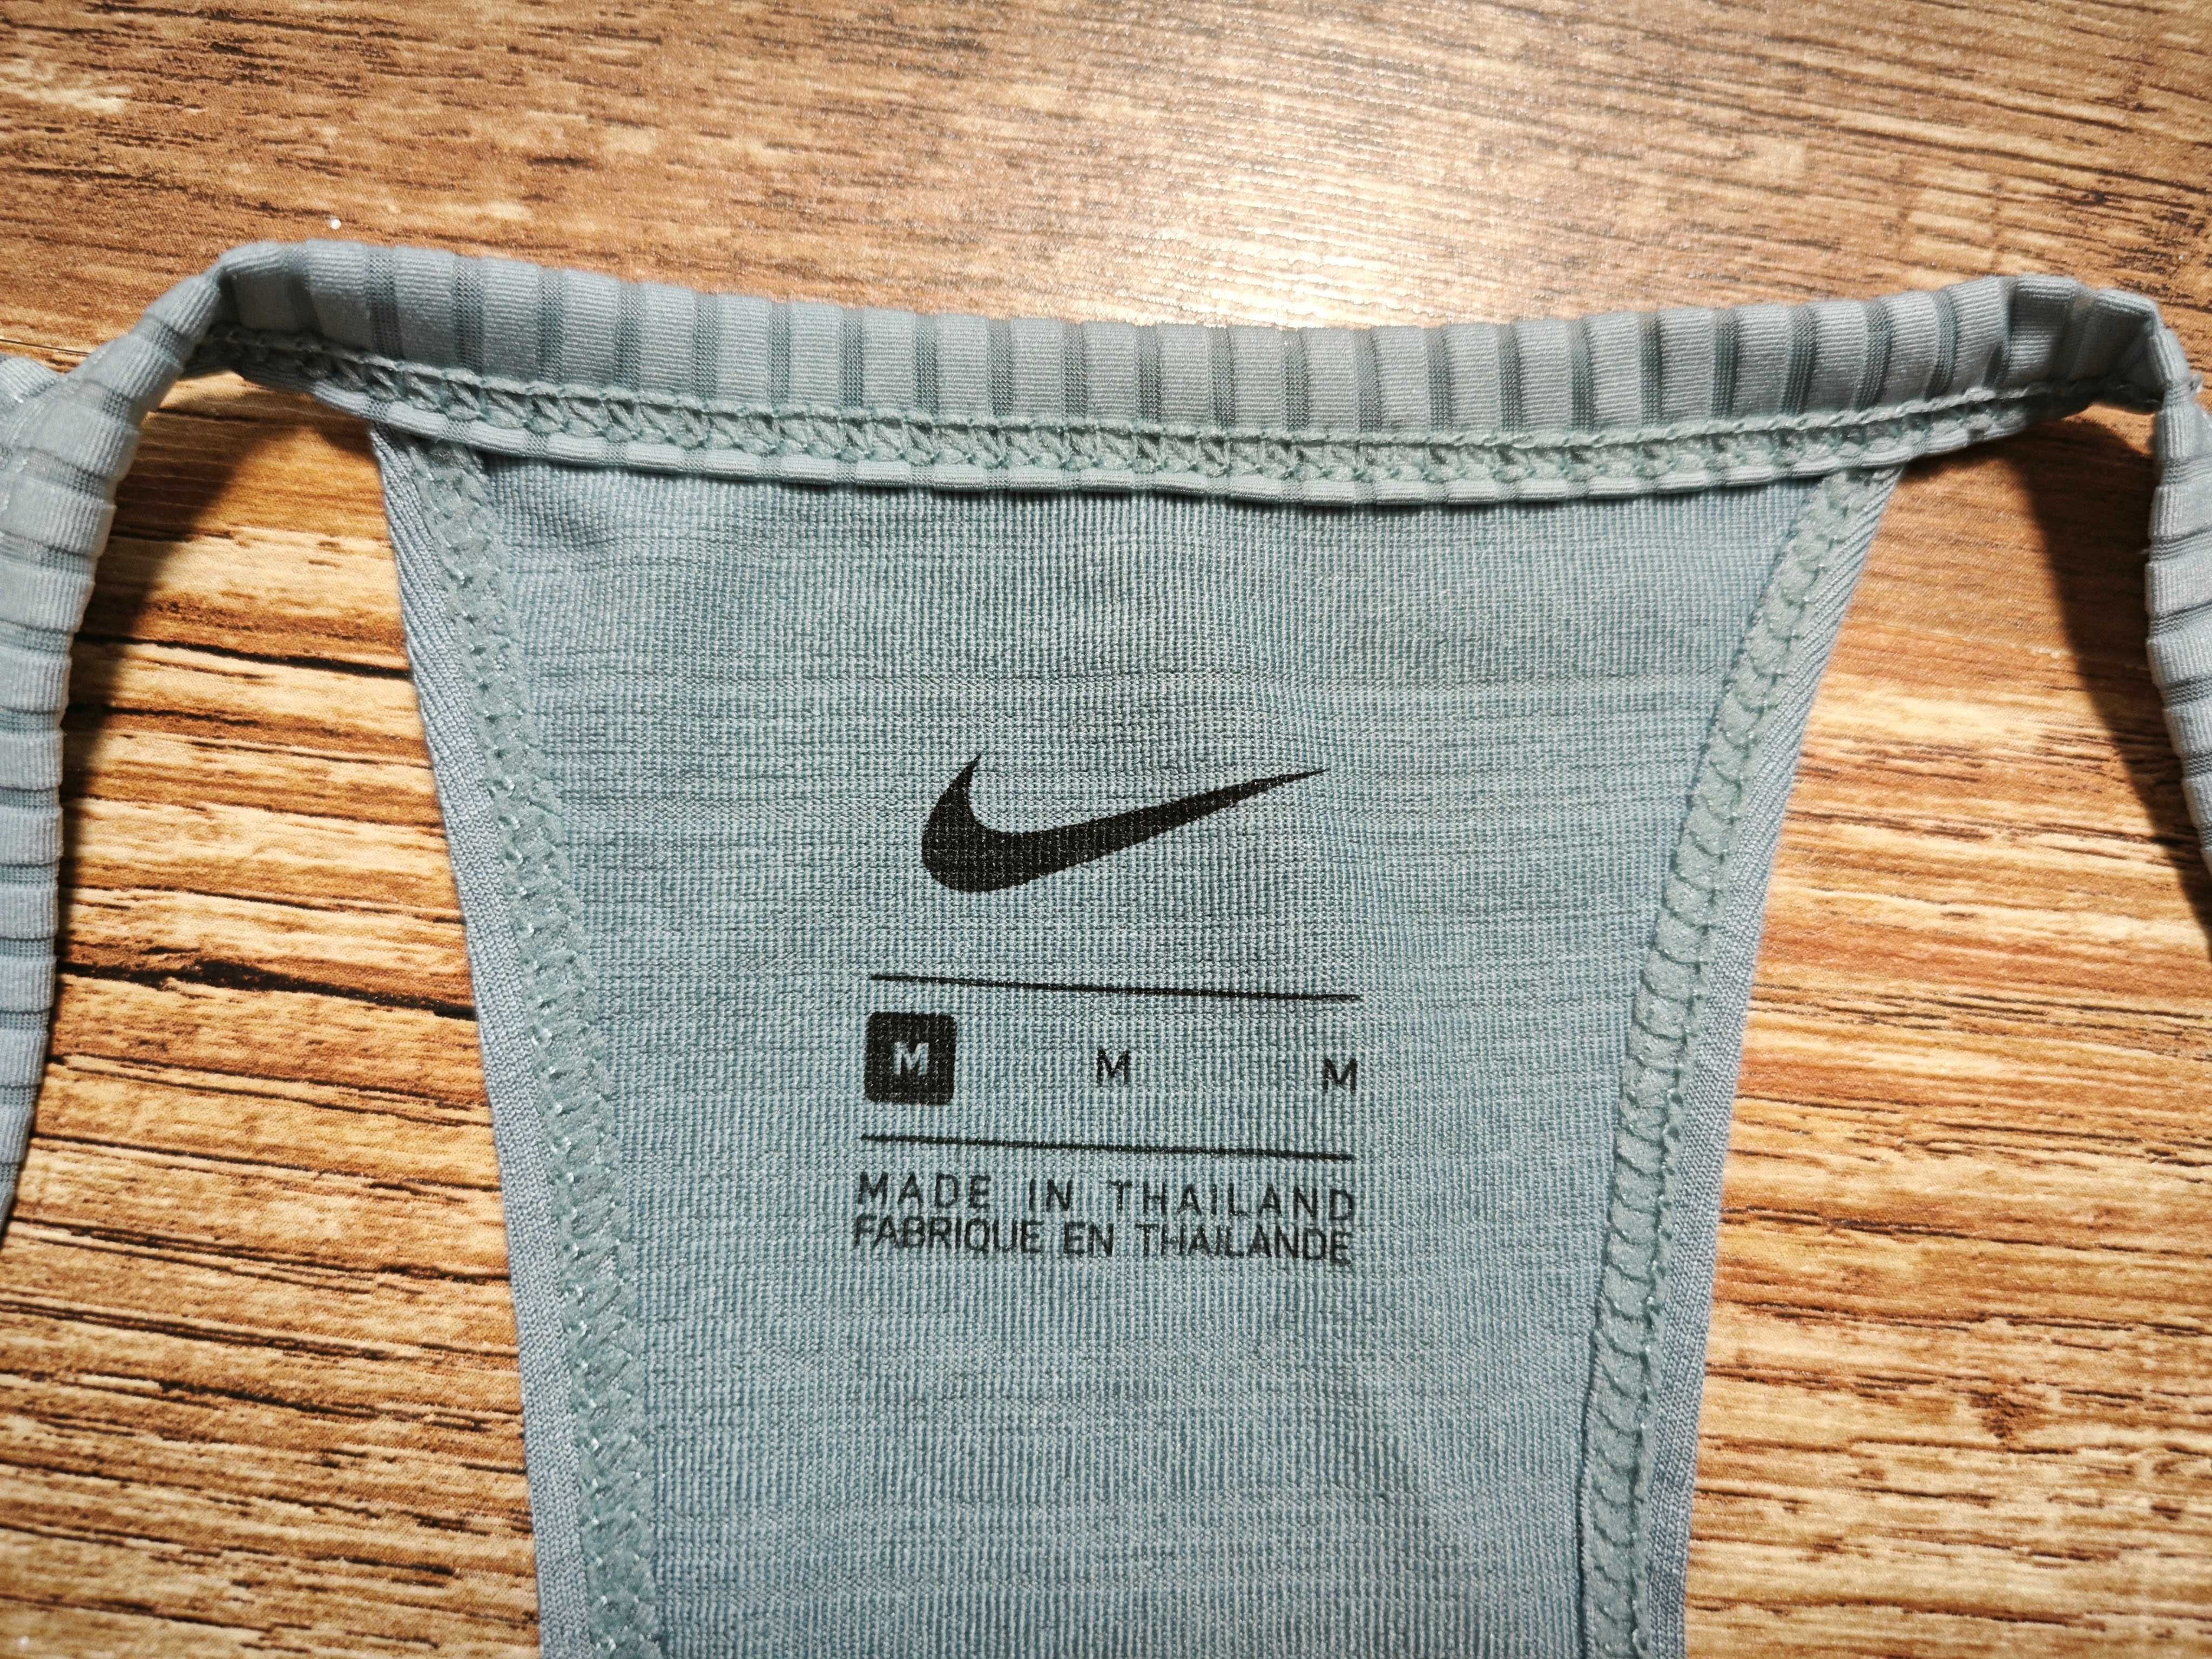 M M M
MADE IN THAILAND
FABRIQUE EN THAILANDE